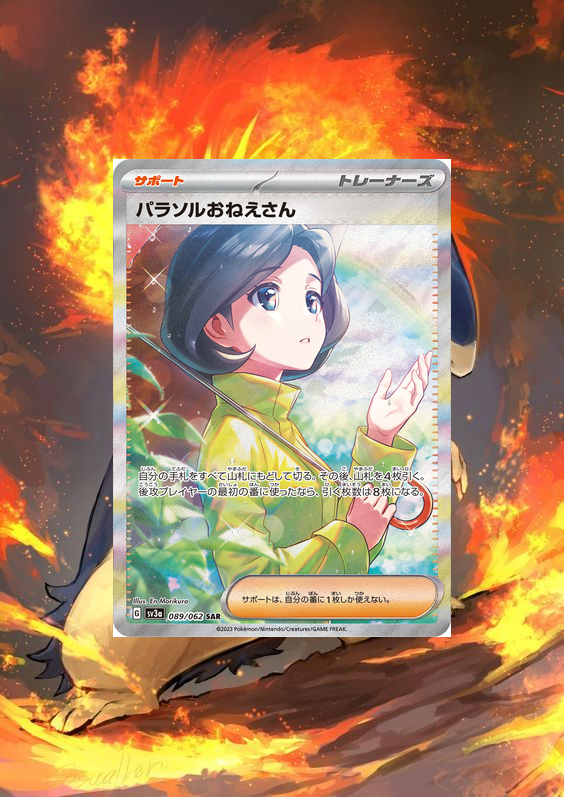 サポート
トレーナーズ
パラソルおねえさん
自分の手札をすべて山札にもどして切る。その後、山札を4枚引く。
後攻プレイヤーの最初の番に使ったなら、引く枚数は8枚になる。
サポートは、自分の番に1枚しか使えない。
Illus. En Morikura
G sv3a 089/062 SAR
©2023 Pokémon/Nintendo/Creatures/GAME FREAK.